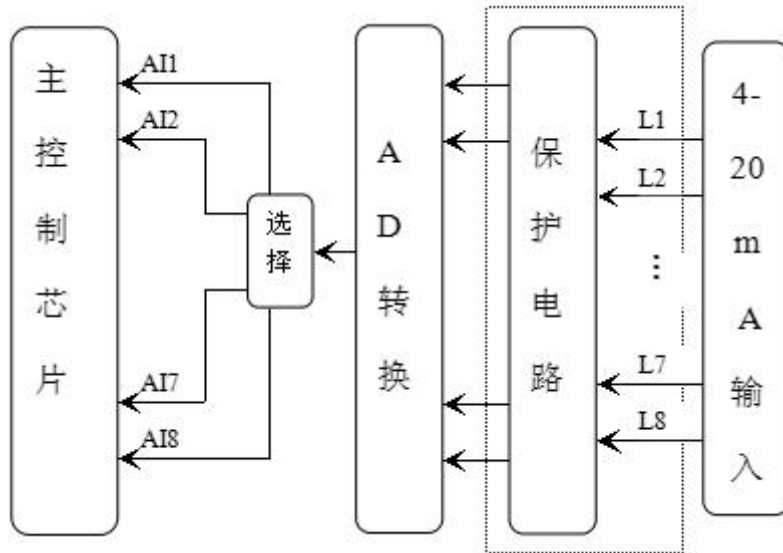 主控制芯片
AI1
AI2
AI7
AI8
选择
AD转换
保护电路
L1
L2
...
L7
L8
4-20mA输入